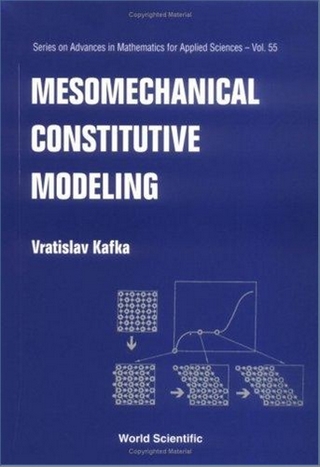 Copyrighted material
Series on Advances in Mathematics for Applied Sciences – Vol. 55
MESOMECHANICAL
CONSTITUTIVE
MODELING
Vratislav Kafka
World Scientific
Copyrighted material